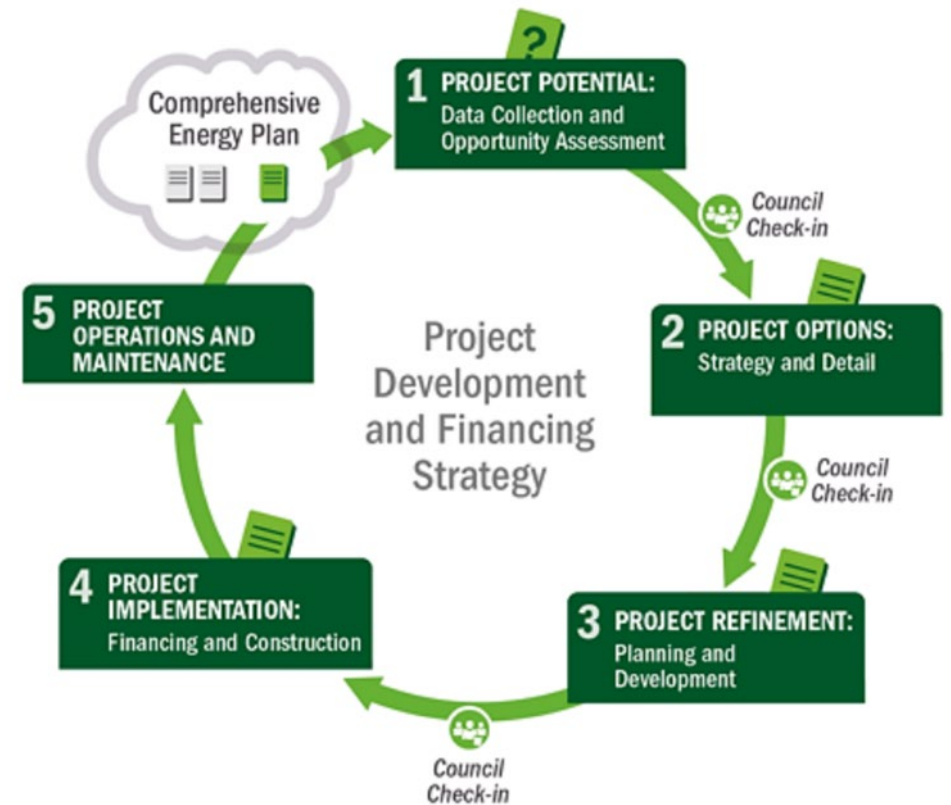 Comprehensive
Energy Plan
?
1 PROJECT POTENTIAL:
Data Collection and
Opportunity Assessment
Council
Check-in
2 PROJECT OPTIONS:
Strategy and Detail
Council
Check-in
3 PROJECT REFINEMENT:
Planning and
Development
Council
Check-in
4 PROJECT
IMPLEMENTATION:
Financing and Construction
5 PROJECT
OPERATIONS AND
MAINTENANCE
Project
Development
and Financing
Strategy